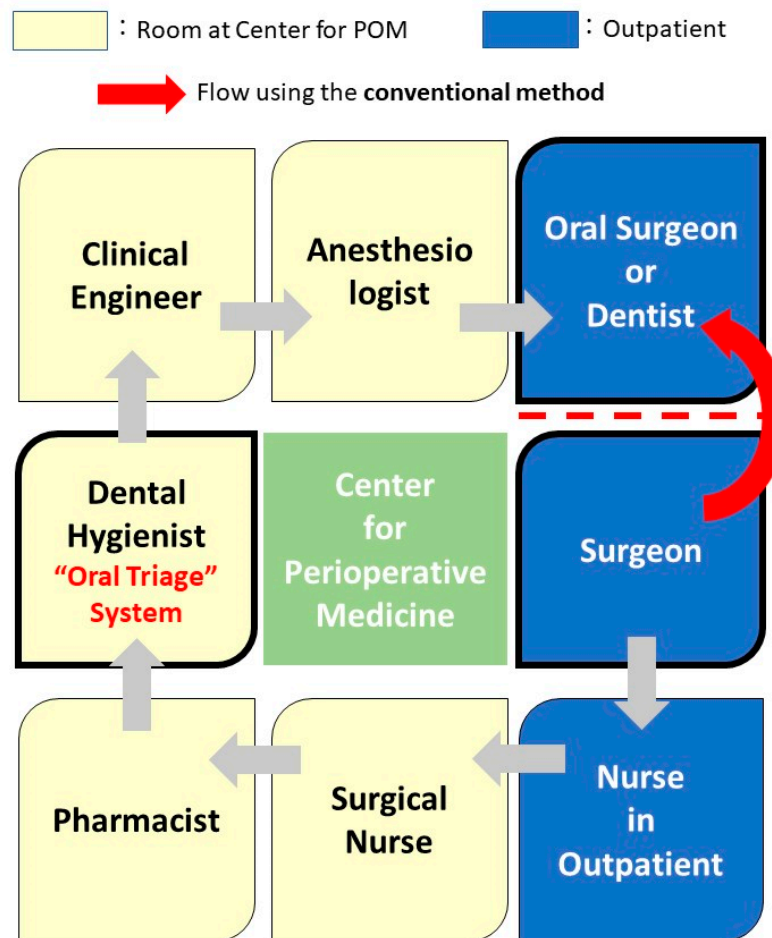 : Room at Center for POM
: Outpatient
Flow using the conventional method
Clinical
Engineer
Anesthesio
logist
Oral Surgeon
or
Dentist
Dental
Hygienist
“Oral Triage”
System
Center
for
Perioperative
Medicine
Surgeon
Pharmacist
Surgical
Nurse
Nurse
in
Outpatient